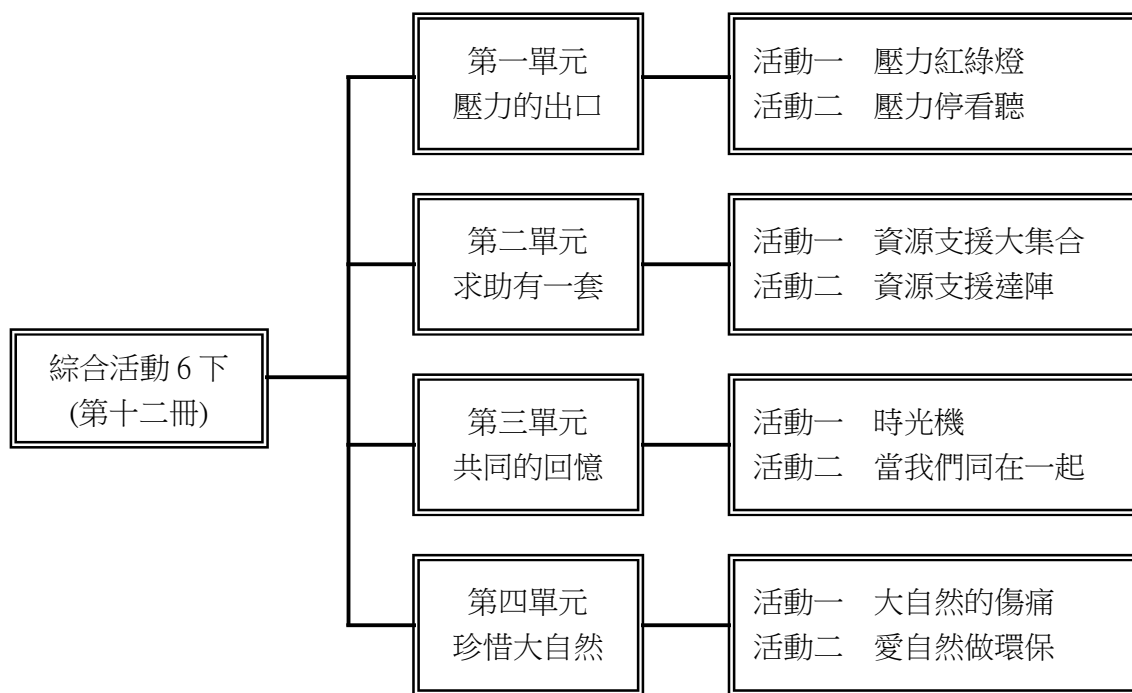 第一單元
壓力的出口
活動一　壓力紅綠燈
活動二　壓力停看聽
第二單元
求助有一套
活動一　資源支援大集合
活動二　資源支援達陣
綜合活動 6 下
(第十二冊)
第三單元
共同的回憶
活動一　時光機
活動二　當我們同在一起
第四單元
珍惜大自然
活動一　大自然的傷痛
活動二　愛自然做環保